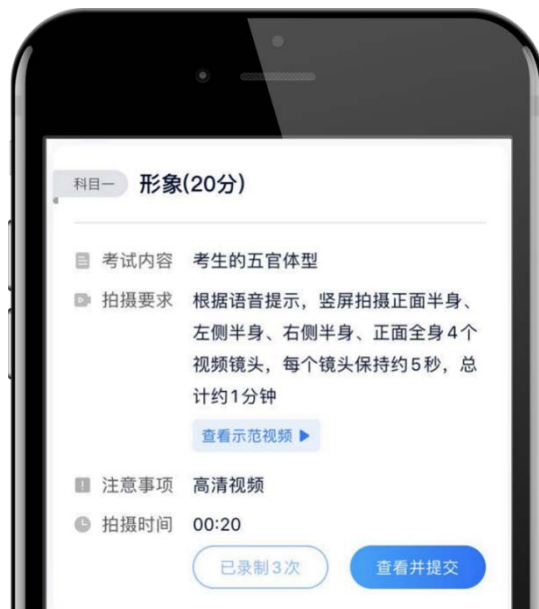 科目一 形象(20分)
考试内容 考生的五官体型
拍摄要求 根据语音提示，竖屏拍摄正面半身、
左侧半身、右侧半身、正面全身4个
视频镜头，每个镜头保持约5秒，总
计约1分钟
查看示范视频 ▶
注意事项 高清视频
拍摄时间 00:20
已录制3次 查看并提交